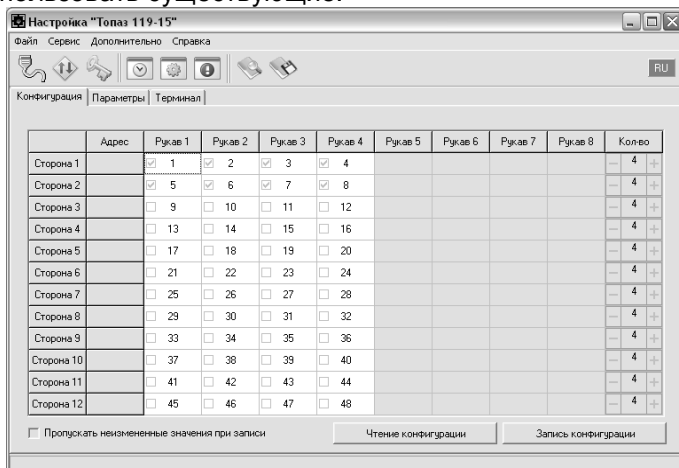 пользовать существующие.
Настройка "Топаз 119-15"
Файл Сервис Дополнительно Справка
RU
Конфигурация Параметры Терминал
Адрес Рукав 1 Рукав 2 Рукав 3 Рукав 4 Рукав 5 Рукав 6 Рукав 7 Рукав 8 Кол-во
Сторона 1 1 2 3 4 4
Сторона 2 5 6 7 8 4
Сторона 3 9 10 11 12 4
Сторона 4 13 14 15 16 4
Сторона 5 17 18 19 20 4
Сторона 6 21 22 23 24 4
Сторона 7 25 26 27 28 4
Сторона 8 29 30 31 32 4
Сторона 9 33 34 35 36 4
Сторона 10 37 38 39 40 4
Сторона 11 41 42 43 44 4
Сторона 12 45 46 47 48 4
Пропускать неизмененные значения при записи Чтение конфигурации Запись конфигурации